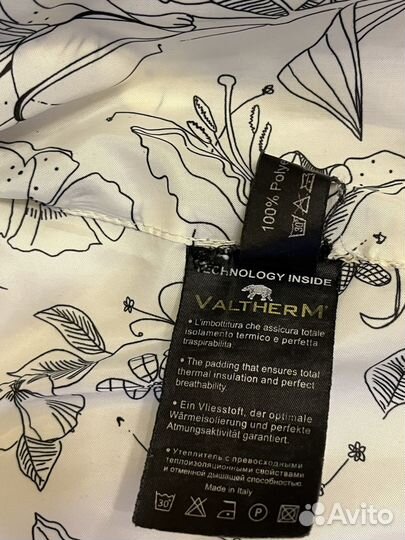 100% Poly
30
TECHNOLOGY INSIDE
VALTHERM®
• L'imbottitura che assicura totale
isolamento termico e perfetta
traspirabilità.
• The padding that ensures total
thermal insulation and perfect
breathability.
• Ein Vliesstoft, der optimale
Wärmeisolierung und perfekte
Atmungsaktivität garantiert.
• Утеплитель с превосходными
теплоизоляционными свойствами
и отменной дышащей способностью
Made in Italy
30 P
Avito